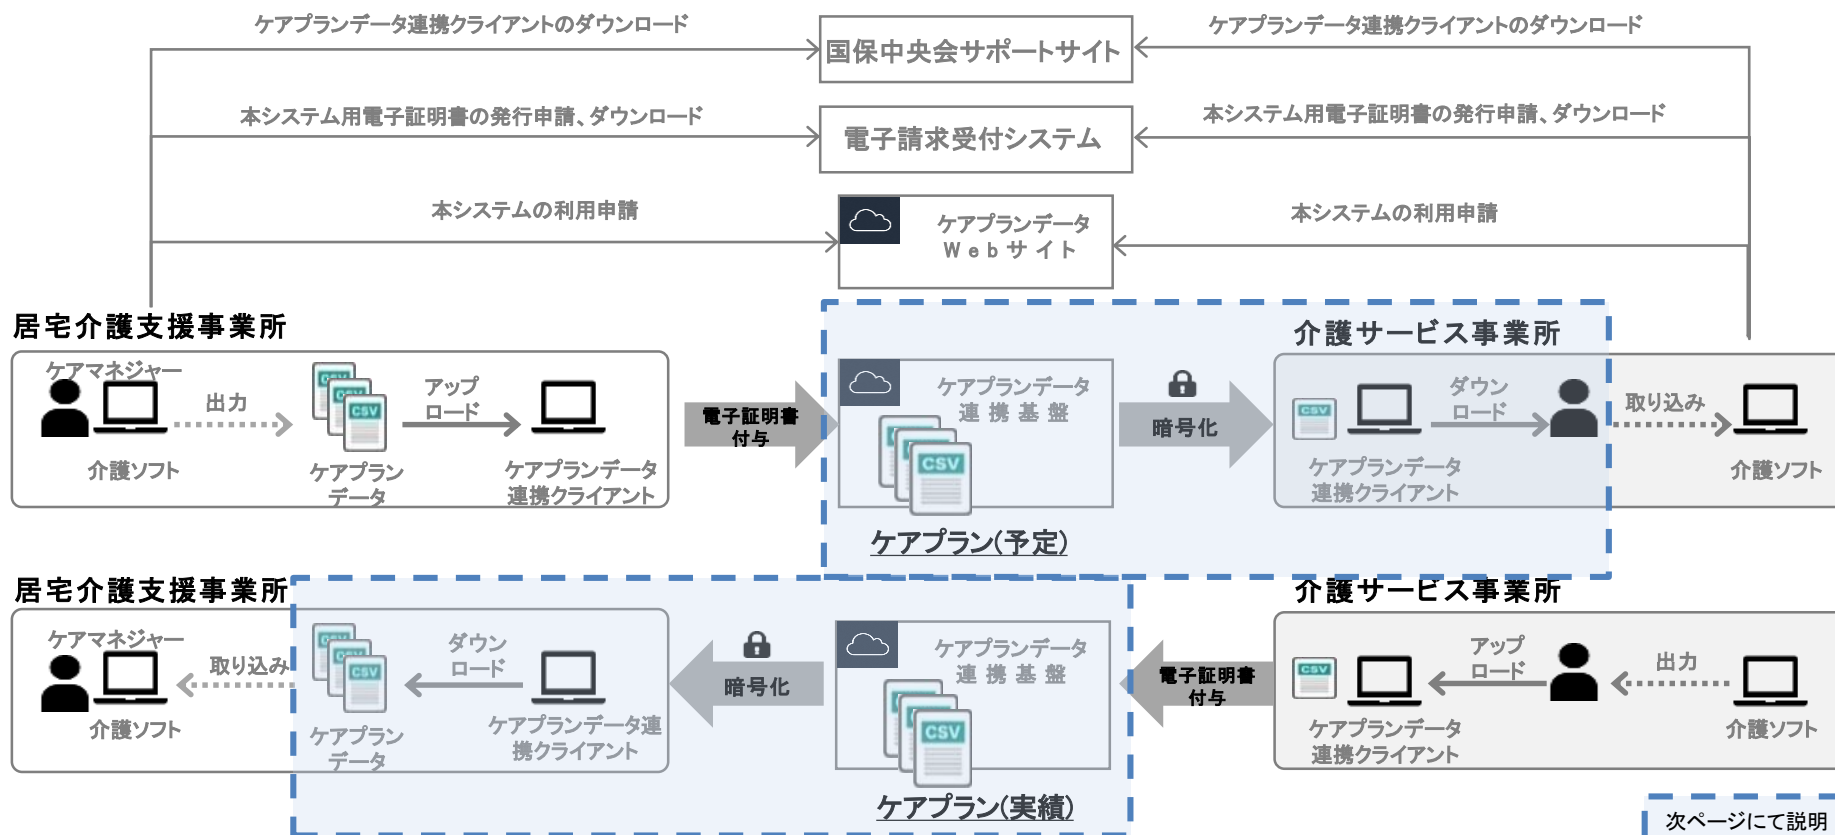 ケアプランデータ連携クライアントのダウンロード
国保中央会サポートサイト
ケアプランデータ連携クライアントのダウンロード
本システム用電子証明書の発行申請、ダウンロード
電子請求受付システム
本システム用電子証明書の発行申請、ダウンロード
本システムの利用申請
ケアプランデータ
Webサイト
本システムの利用申請
居宅介護支援事業所
ケアマネジャー
介護ソフト
出力
CSV
CSV
CSV
ケアプラン
データ
アップ
ロード
ケアプランデータ
連携クライアント
電子証明書
付与
ケアプランデータ
連携基盤
CSV
CSV
CSV
ケアプラン(予定)
暗号化
介護サービス事業所
CSV
ケアプランデータ
連携クライアント
ダウン
ロード
取り込み
介護ソフト
居宅介護支援事業所
ケアマネジャー
介護ソフト
取り込み
CSV
CSV
CSV
ケアプラン
データ
ダウン
ロード
ケアプランデータ連
携クライアント
暗号化
ケアプランデータ
連携基盤
CSV
CSV
CSV
ケアプラン(実績)
電子証明書
付与
介護サービス事業所
CSV
ケアプランデータ
連携クライアント
アップ
ロード
出力
介護ソフト
次ページにて説明